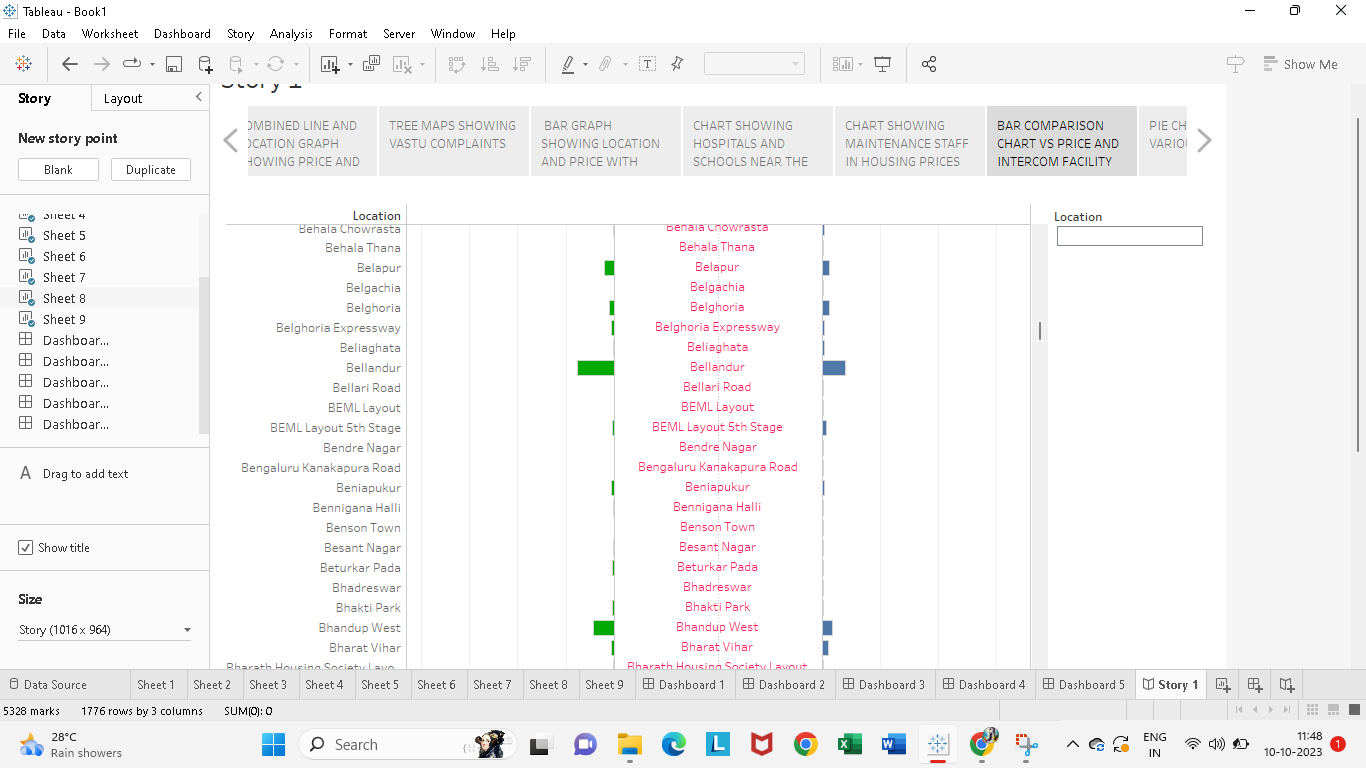 Tableau - Book1
File Data Worksheet Dashboard Story Analysis Format Server Window Help
Show Me
Story Layout
New story point
Blank Duplicate
Sheet 4
Sheet 5
Sheet 6
Sheet 7
Sheet 8
Sheet 9
Dashboar...
Dashboar...
Dashboar...
Dashboar...
Dashboar...
A Drag to add text
Show title
Size
Story (1016 x 964)
Story 1
OMBINED LINE AND
OCATION GRAPH
HOWING PRICE AND
TREE MAPS SHOWING
VASTU COMPLAINTS
BAR GRAPH
SHOWING LOCATION
AND PRICE WITH
CHART SHOWING
HOSPITALS AND
SCHOOLS NEAR THE
CHART SHOWING
MAINTENANCE STAFF
IN HOUSING PRICES
BAR COMPARISON
CHART VS PRICE AND
INTERCOM FACILITY
PIE CH
VARIOU
Location
Behala Chowrasta Behala Chowrasta
Behala Thana Behala Thana
Belapur Belapur
Belgachia Belgachia
Belghoria Belghoria
Belghoria Expressway Belghoria Expressway
Beliaghata Beliaghata
Bellandur Bellandur
Bellari Road Bellari Road
BEML Layout BEML Layout
BEML Layout 5th Stage BEML Layout 5th Stage
Bendre Nagar Bendre Nagar
Bengaluru Kanakapura Road Bengaluru Kanakapura Road
Beniapukur Beniapukur
Bennigana Halli Bennigana Halli
Benson Town Benson Town
Besant Nagar Besant Nagar
Beturkar Pada Beturkar Pada
Bhadreswar Bhadreswar
Bhakti Park Bhakti Park
Bhandup West Bhandup West
Bharat Vihar Bharat Vihar
Bharath Housing Society Layo.. Bharath Housing Society Layout
Location
Data Source Sheet 1 Sheet 2 Sheet 3 Sheet 4 Sheet 5 Sheet 6 Sheet 7 Sheet 8 Sheet 9 Dashboard 1 Dashboard 2 Dashboard 3 Dashboard 4 Dashboard 5 Story 1
5328 marks 1776 rows by 3 columns SUM(0): 0
28°C
Rain showers
Search
ENG
IN
11:48
10-10-2023
1